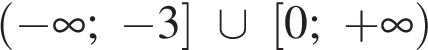 (−∞; −3] ∪ [0; +∞)